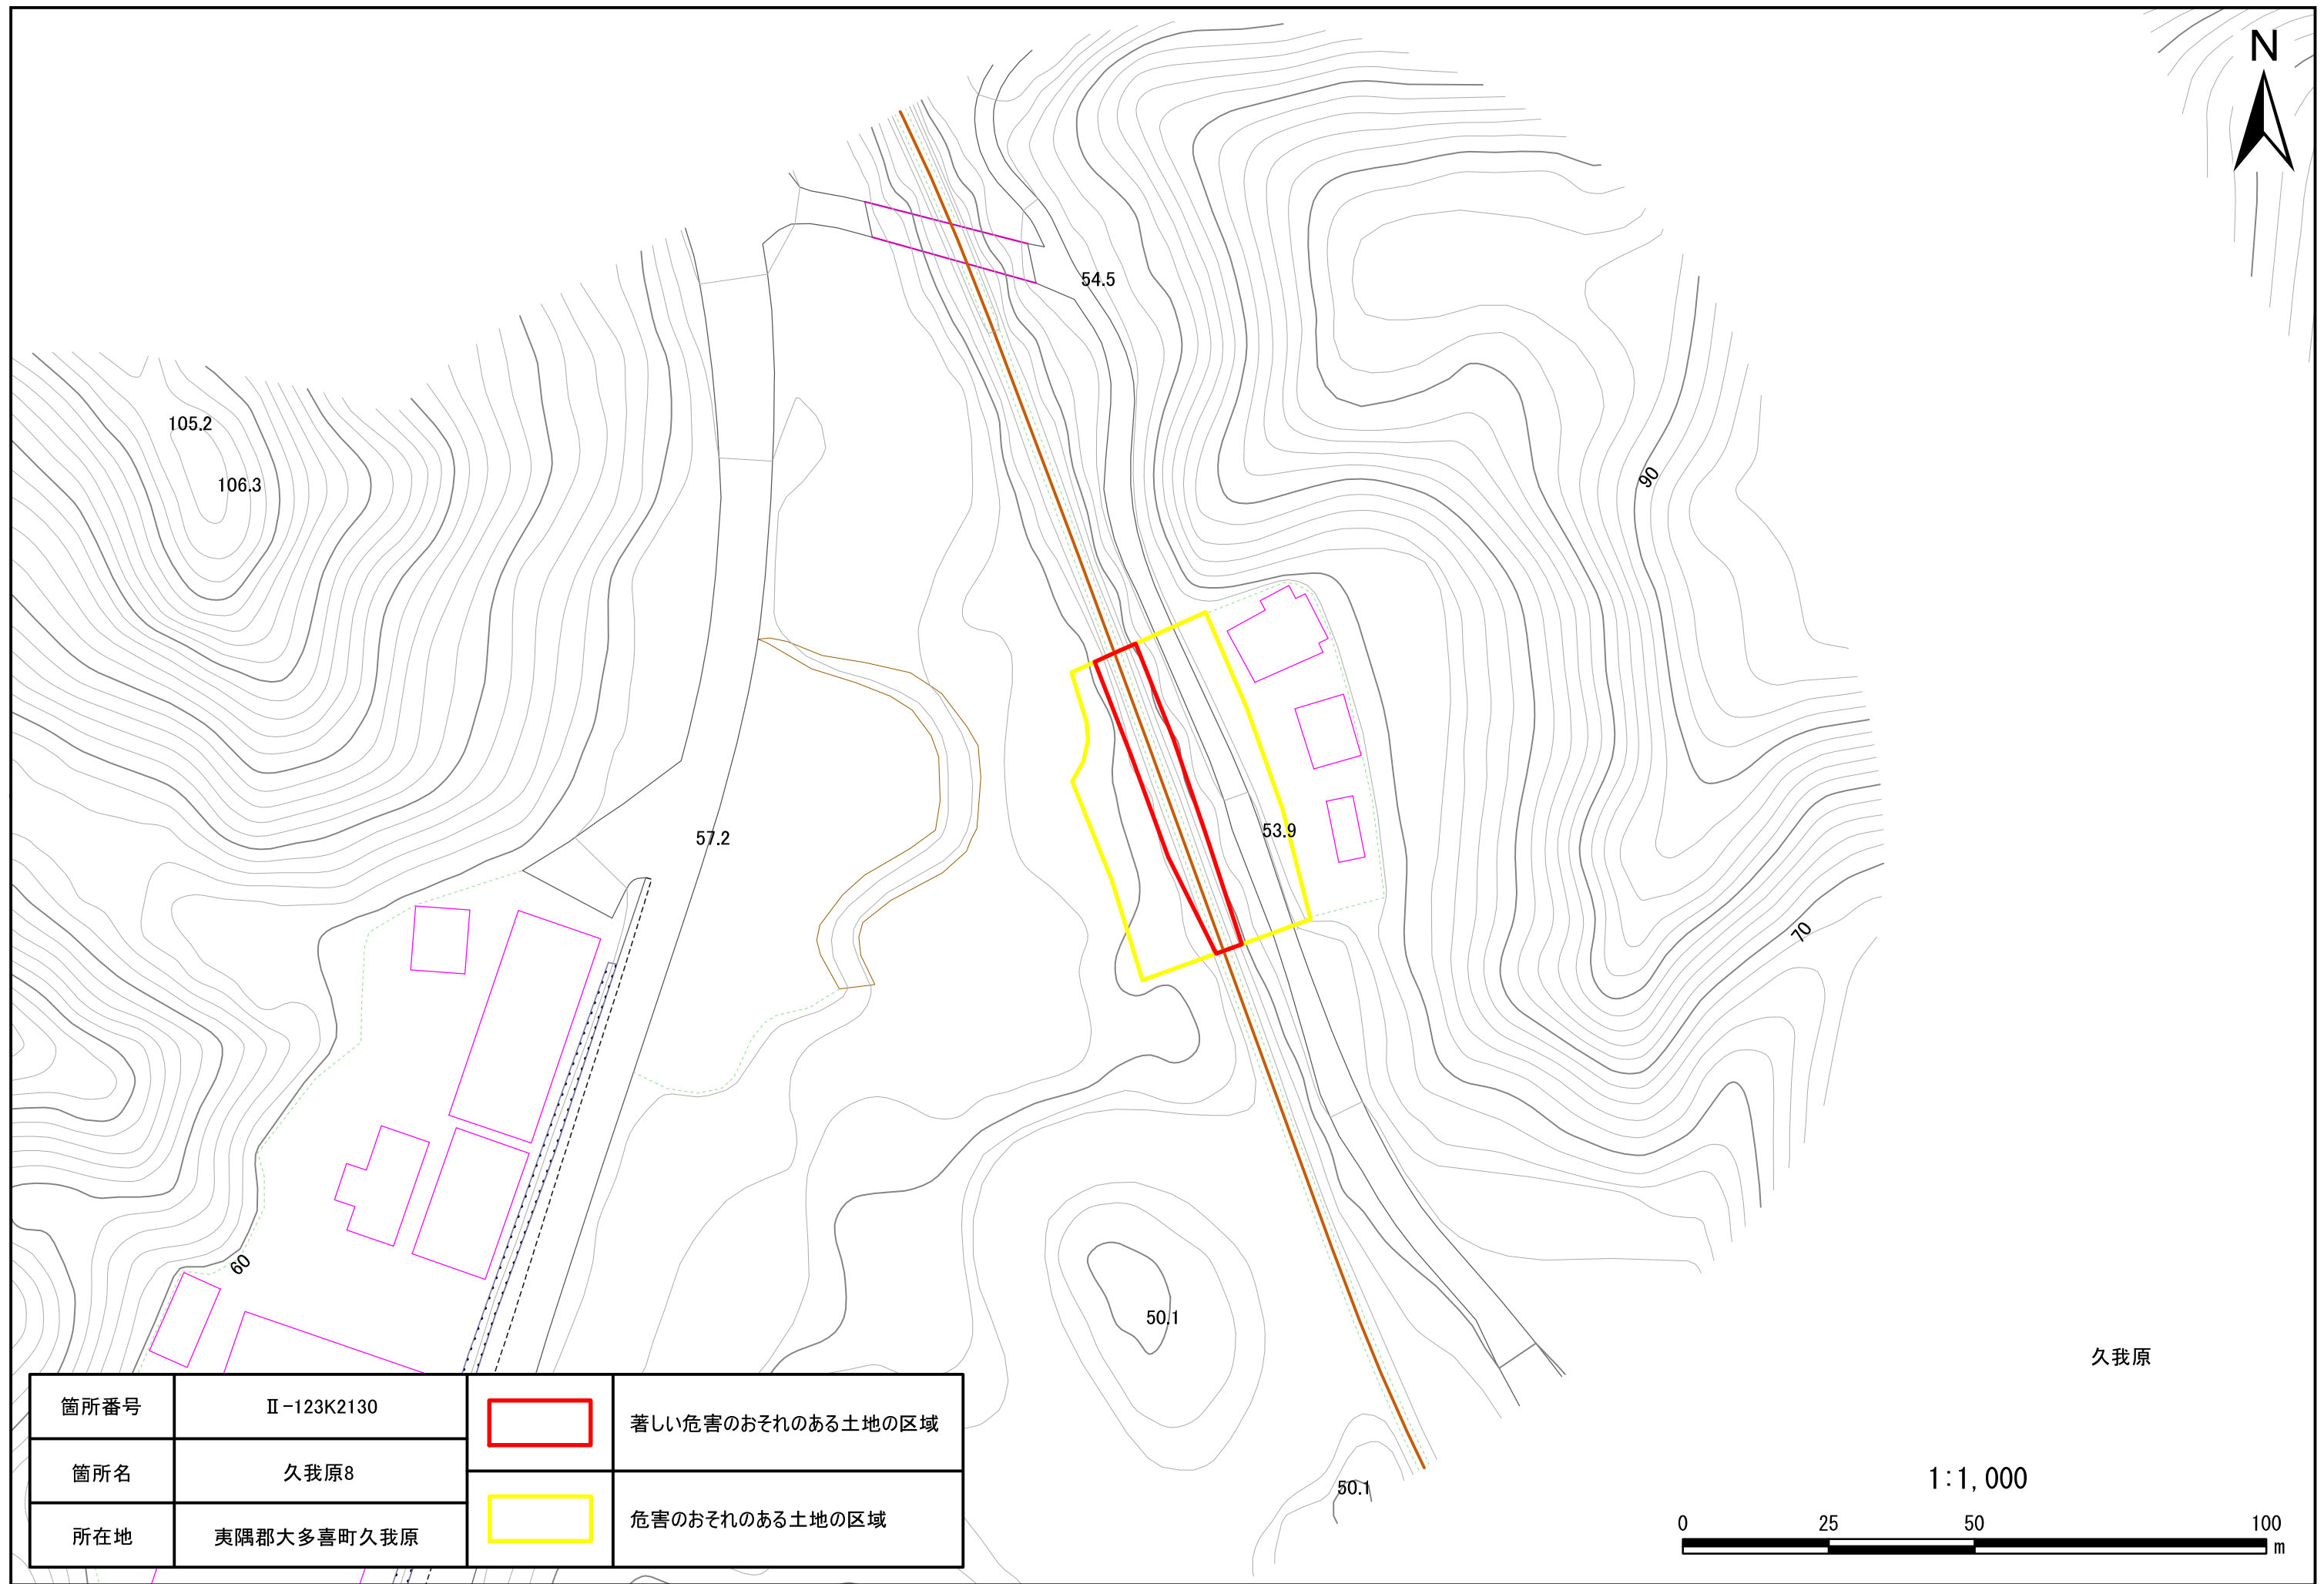 N
54.5
105.2
106.3
90
57.2
53.9
70
60
50.1
久我原
50.1
箇所番号 Ⅱ-123K2130
箇所名 久我原8
所在地 夷隅郡大多喜町久我原
著しい危害のおそれのある土地の区域
危害のおそれのある土地の区域
1:1,000
0 25 50 100
m